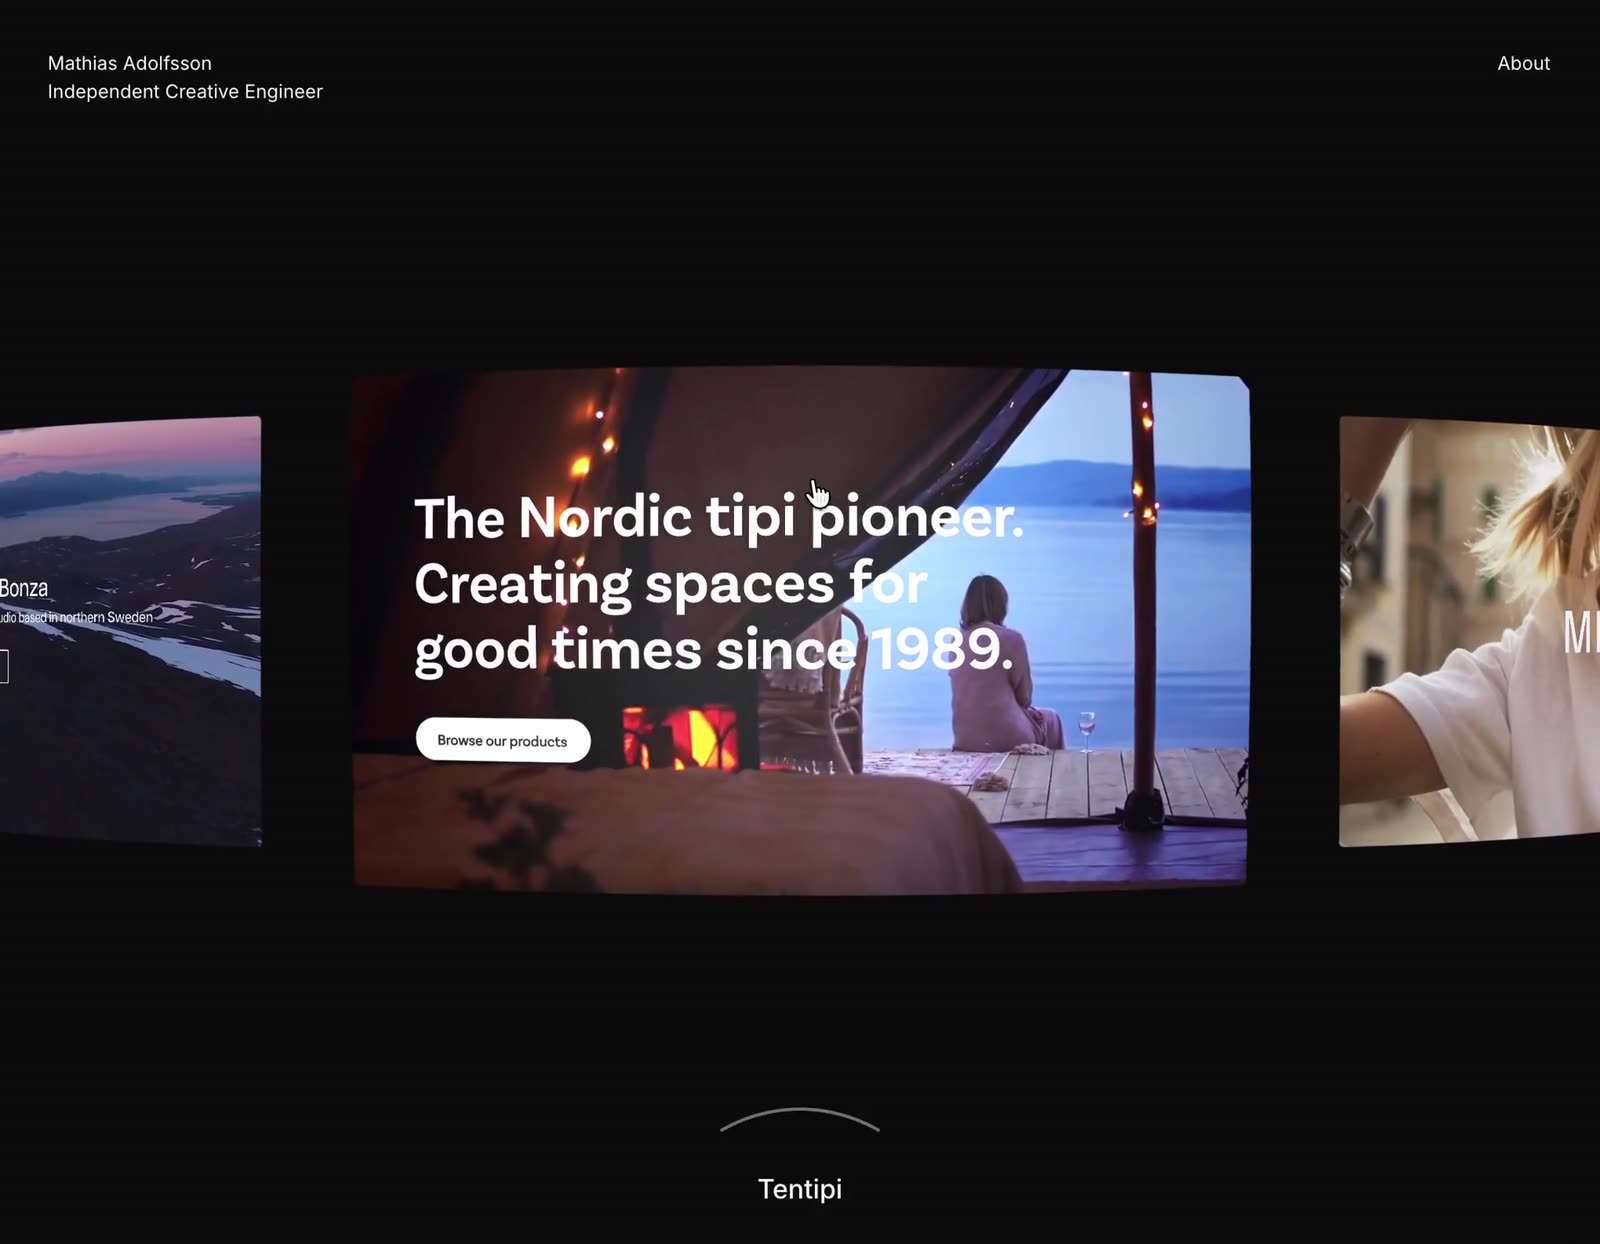 Mathias Adolfsson
Independent Creative Engineer
About
Bonza
based in northern Sweden
The Nordic tipi pioneer.
Creating spaces for
good times since 1989.
Browse our products
Tentipi